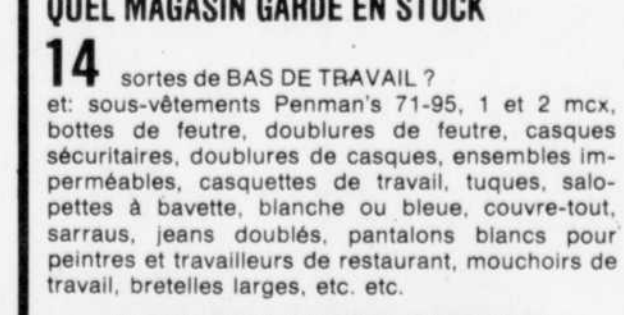 QUEL MAGASIN GARDE EN STOCK
14 sortes de BAS DE TRAVAIL ?
et: sous-vêtements Penman's 71-95, 1 et 2 mcx,
bottes de feutre, doublures de feutre, casques
sécuritaires, doublures de casques, ensembles im-
perméables, casquettes de travail, tuques, salo-
pettes à bavette, blanche ou bleue, couvre-tout,
sarraus, jeans doublés, pantalons blancs pour
peintres et travailleurs de restaurant, mouchoirs de
travail, bretelles larges, etc. etc.